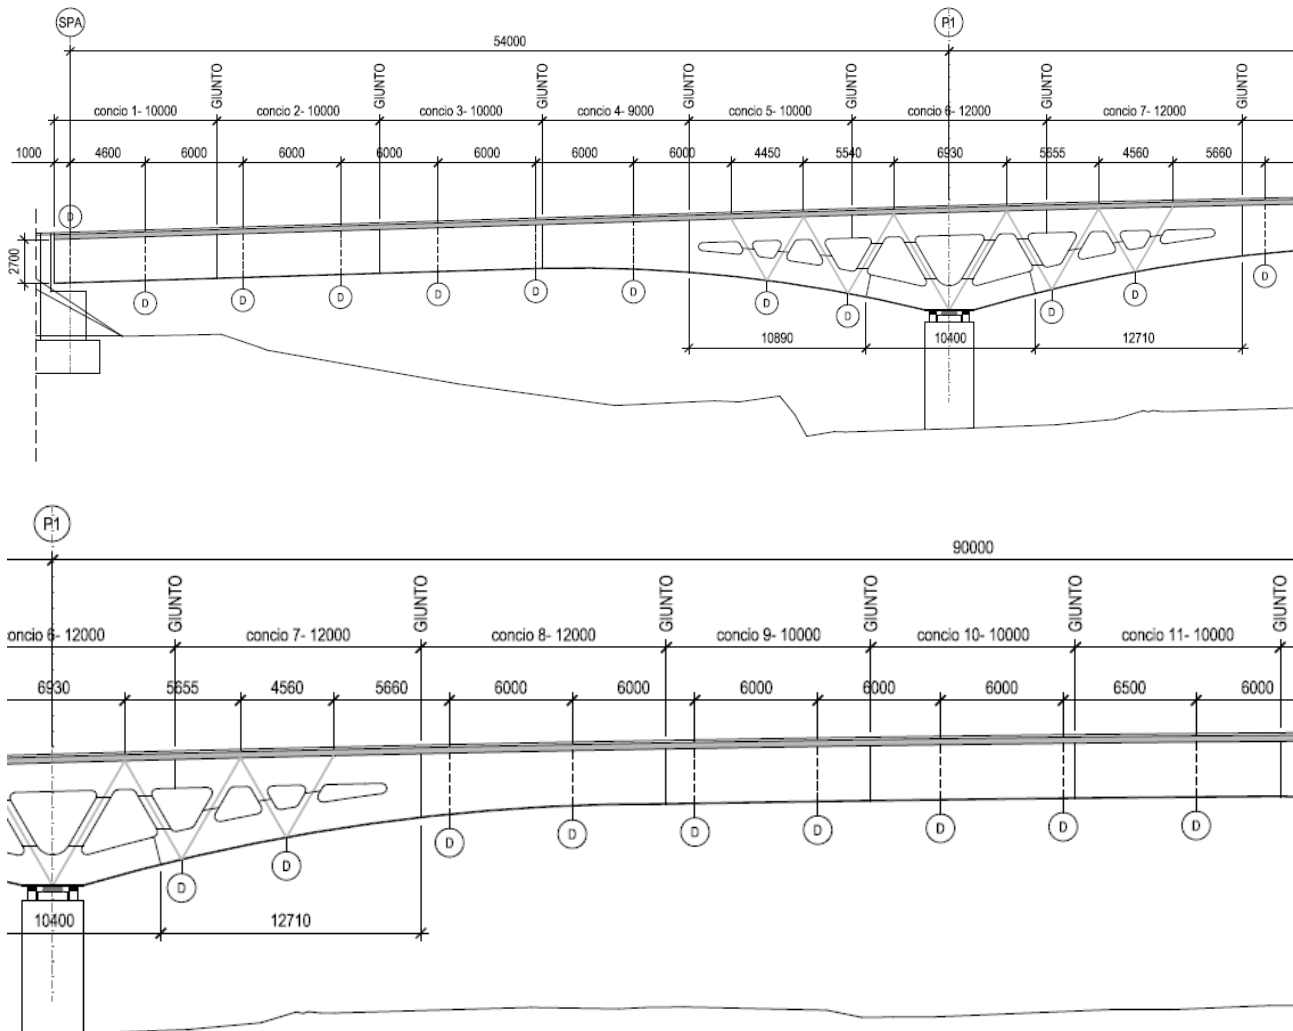 SPA P1
54000
GIUNTO GIUNTO GIUNTO GIUNTO GIUNTO GIUNTO GIUNTO
concio 1- 10000 concio 2- 10000 concio 3- 10000 concio 4- 9000 concio 5- 10000 concio 6- 12000 concio 7- 12000
1000 4600 6000 6000 6000 6000 6000 6000 4450 5540 6930 5655 4560 5660
D
2700
D D D D D D D D D D D
10890 10400 12710
P1
90000
GIUNTO GIUNTO GIUNTO GIUNTO GIUNTO GIUNTO
oncio 6- 12000 concio 7- 12000 concio 8- 12000 concio 9- 10000 concio 10- 10000 concio 11- 10000
6930 5655 4560 5660 6000 6000 6000 6000 6000 6500 6000
D D D D D D D D D
10400 12710